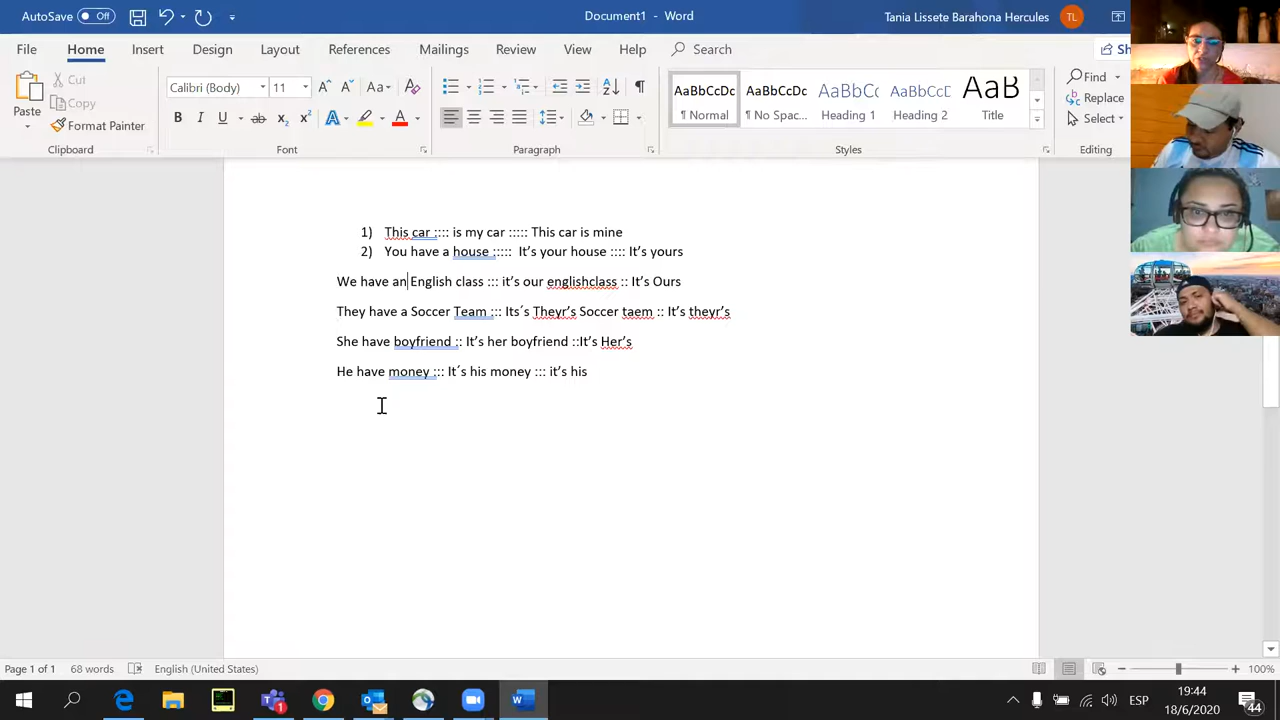 AutoSave Off
Document1 - Word
Tania Lissete Barahona Hercules TL
File Home Insert Design Layout References Mailings Review View Help Search Sh
Paste
Cut
Copy
Format Painter
Clipboard
Calibri (Body) 11
Font
Paragraph
AaBbCcDc AaBbCcDc AaBbCc AaBbCcD AaB
¶ Normal ¶ No Spac... Heading 1 Heading 2 Title
Styles
Find
Replace
Select
Editing
1) This car :::: is my car ::::: This car is mine
2) You have a house ::::: It's your house :::: It's yours
We have an English class ::: it's our englishclass :: It's Ours
They have a Soccer Team ::: Its´s Theyr's Soccer taem :: It's theyr's
She have boyfriend :: It's her boyfriend ::It's Her's
He have money ::: It´s his money ::: it's his
Page 1 of 1 68 words English (United States) 100%
ESP
19:44
18/6/2020
44